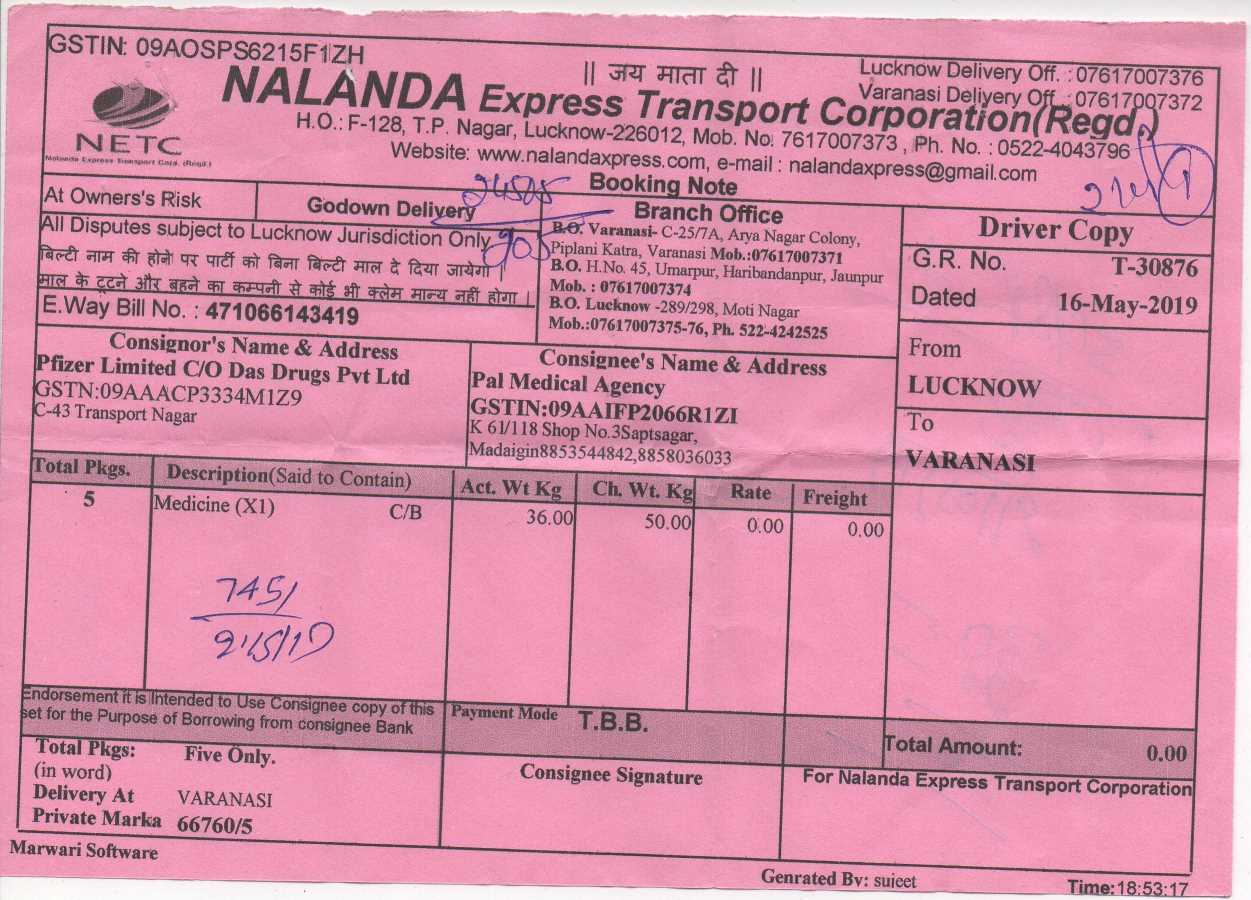 GSTIN: 09AOSPS6215F1ZH
|| जय माता दी ||
Lucknow Delivery Off. : 07617007376
Varanasi Delivery Off. : 07617007372
NALANDA Express Transport Corporation(Regd.)
NETC
Nalanda Express Transport Corp. (Regd.)
H.O.: F-128, T.P. Nagar, Lucknow-226012, Mob. No: 7617007373 , Ph. No. : 0522-4043796
Website: www.nalandaxpress.com, e-mail : nalandaxpress@gmail.com
Booking Note
At Owners's Risk
Godown Delivery
24505
All Disputes subject to Lucknow Jurisdiction Only
बिल्टी नाम की होने पर पार्टी को बिना बिल्टी माल दे दिया जायेगा |
माल के टूटने और बहने का कम्पनी से कोई भी क्लेम मान्य नहीं होगा |
E.Way Bill No. : 471066143419
Branch Office
B.O. Varanasi- C-25/7A, Arya Nagar Colony,
Piplani Katra, Varanasi Mob.:07617007371
B.O. H.No. 45, Umarpur, Haribandanpur, Jaunpur
Mob. : 07617007374
B.O. Lucknow -289/298, Moti Nagar
Mob.:07617007375-76, Ph. 522-4242525
Driver Copy
G.R. No. T-30876
Dated 16-May-2019
From
LUCKNOW
To
VARANASI
Consignor's Name & Address
Pfizer Limited C/O Das Drugs Pvt Ltd
GSTN:09AAACP3334M1Z9
C-43 Transport Nagar
Consignee's Name & Address
Pal Medical Agency
GSTIN:09AAIFP2066R1ZI
K 61/118 Shop No.3Saptsagar,
Madaigin8853544842,8858036033
Total Pkgs. Description(Said to Contain) Act. Wt Kg Ch. Wt. Kg Rate Freight
5 Medicine (X1) C/B 36.00 50.00 0.00 0.00
7451
Endorsement it is Intended to Use Consignee copy of this
set for the Purpose of Borrowing from consignee Bank
Payment Mode T.B.B.
Total Amount: 0.00
Total Pkgs: Five Only.
(in word)
Delivery At VARANASI
Private Marka 66760/5
Consignee Signature
For Nalanda Express Transport Corporation
Marwari Software
Genrated By: sujeet
Time:18:53:17